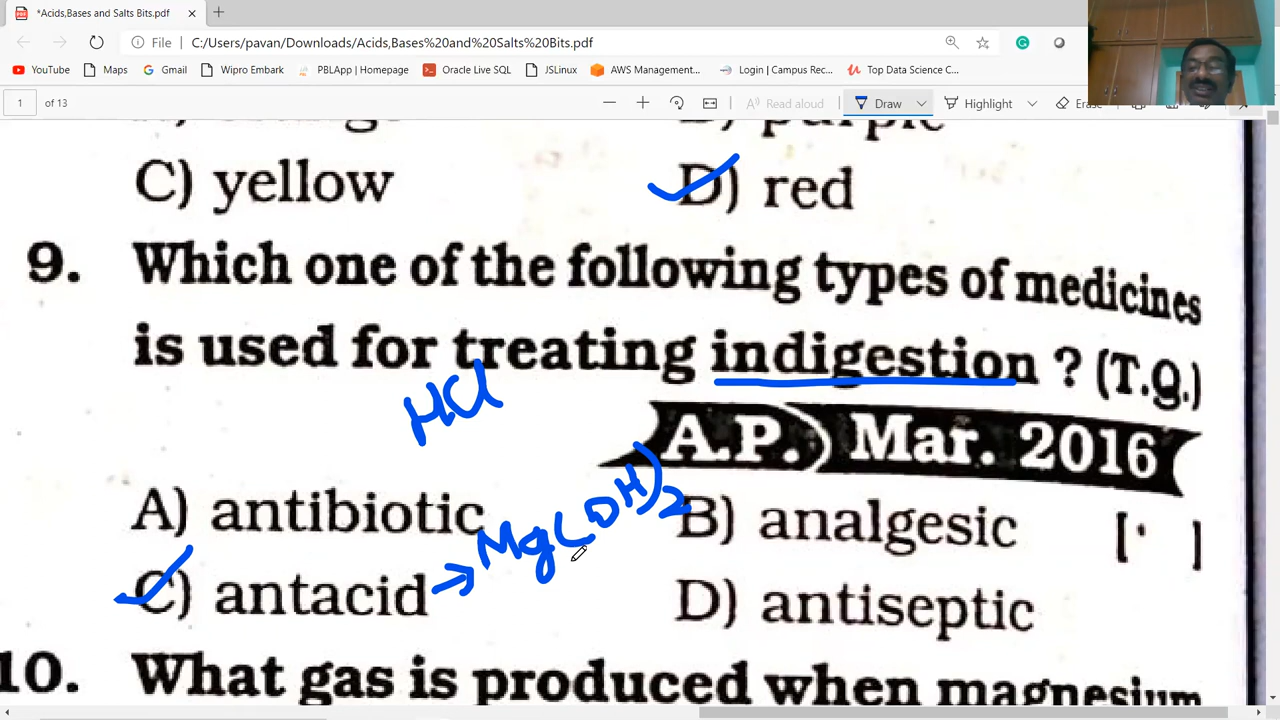 *Acids,Bases and Salts Bits.pdf
File C:/Users/pavan/Downloads/Acids,Bases%20and%20Salts%20Bits.pdf
YouTube Maps Gmail Wipro Embark PBLApp | Homepage Oracle Live SQL JSLinux AWS Management... Login | Campus Rec... Top Data Science C...
1 of 13 Read aloud Draw Highlight Erase
purple
C) yellow D) red
9. Which one of the following types of medicines
is used for treating indigestion ? (T.Q.)
HCl
A.P. Mar. 2016
A) antibiotic B) analgesic [ ]
Mg(OH)2
C) antacid → D) antiseptic
10. What gas is produced when magnesium